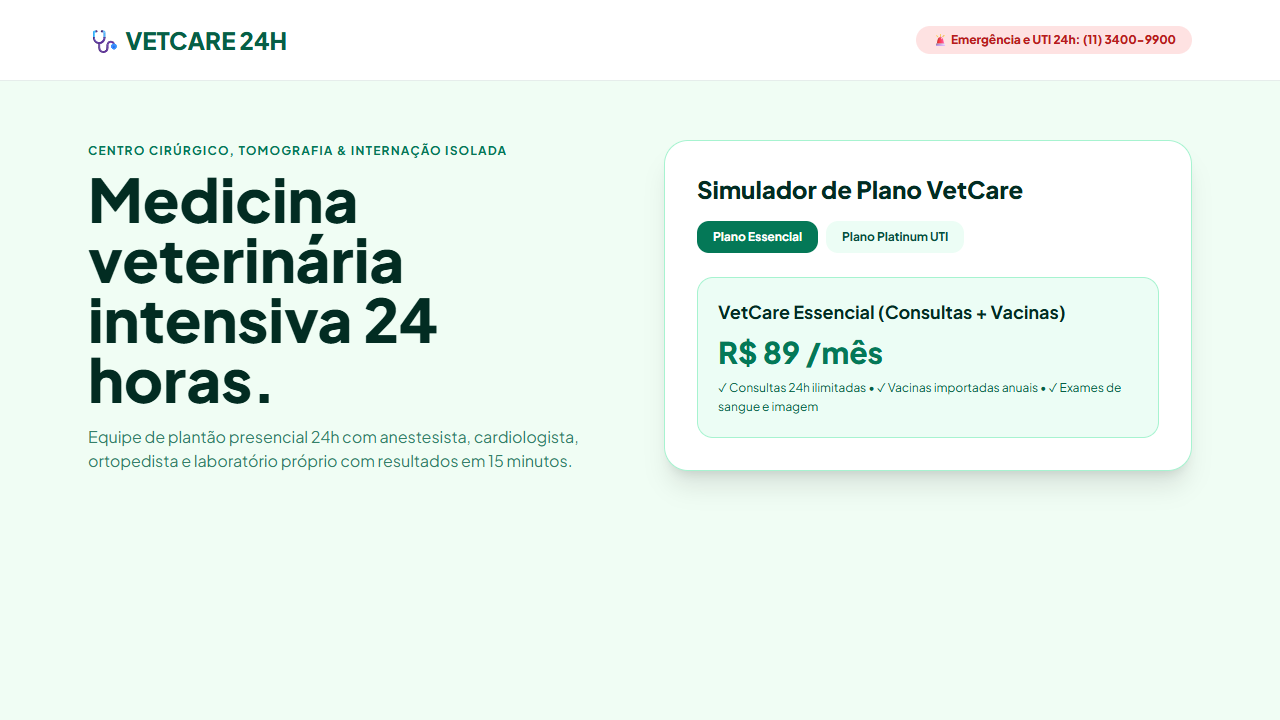 VETCARE 24H
Emergência e UTI 24h: (11) 3400-9900
CENTRO CIRÚRGICO, TOMOGRAFIA & INTERNAÇÃO ISOLADA
Medicina
veterinária
intensiva 24
horas.
Equipe de plantão presencial 24h com anestesista, cardiologista,
ortopedista e laboratório próprio com resultados em 15 minutos.
Simulador de Plano VetCare
Plano Essencial
Plano Platinum UTI
VetCare Essencial (Consultas + Vacinas)
R$ 89 /mês
✓ Consultas 24h ilimitadas • ✓ Vacinas importadas anuais • ✓ Exames de
sangue e imagem